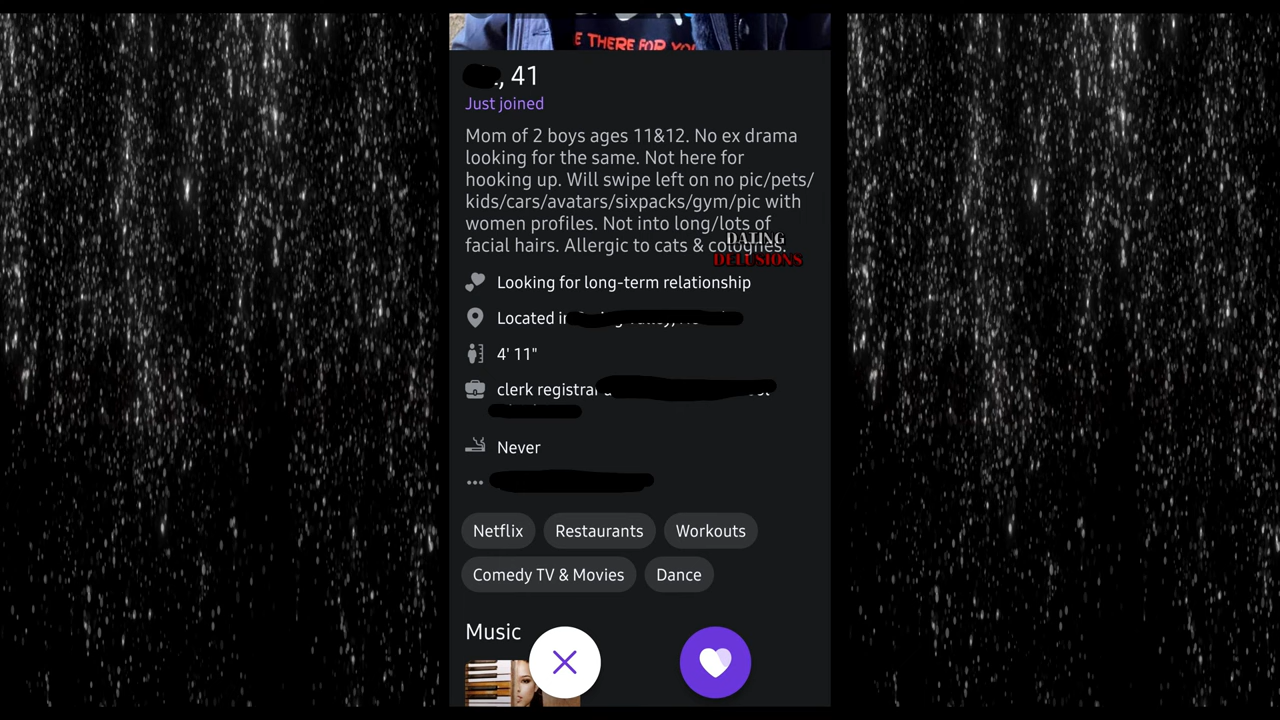 E THERE FOR YOU
, 41
Just joined
Mom of 2 boys ages 11&12. No ex drama
looking for the same. Not here for
hooking up. Will swipe left on no pic/pets/
kids/cars/avatars/sixpacks/gym/pic with
women profiles. Not into long/lots of
facial hairs. Allergic to cats & colognes.
DATING
DELUSIONS
Looking for long-term relationship
Located in
4' 11"
clerk registrar
Never
Netflix
Restaurants
Workouts
Comedy TV & Movies
Dance
Music